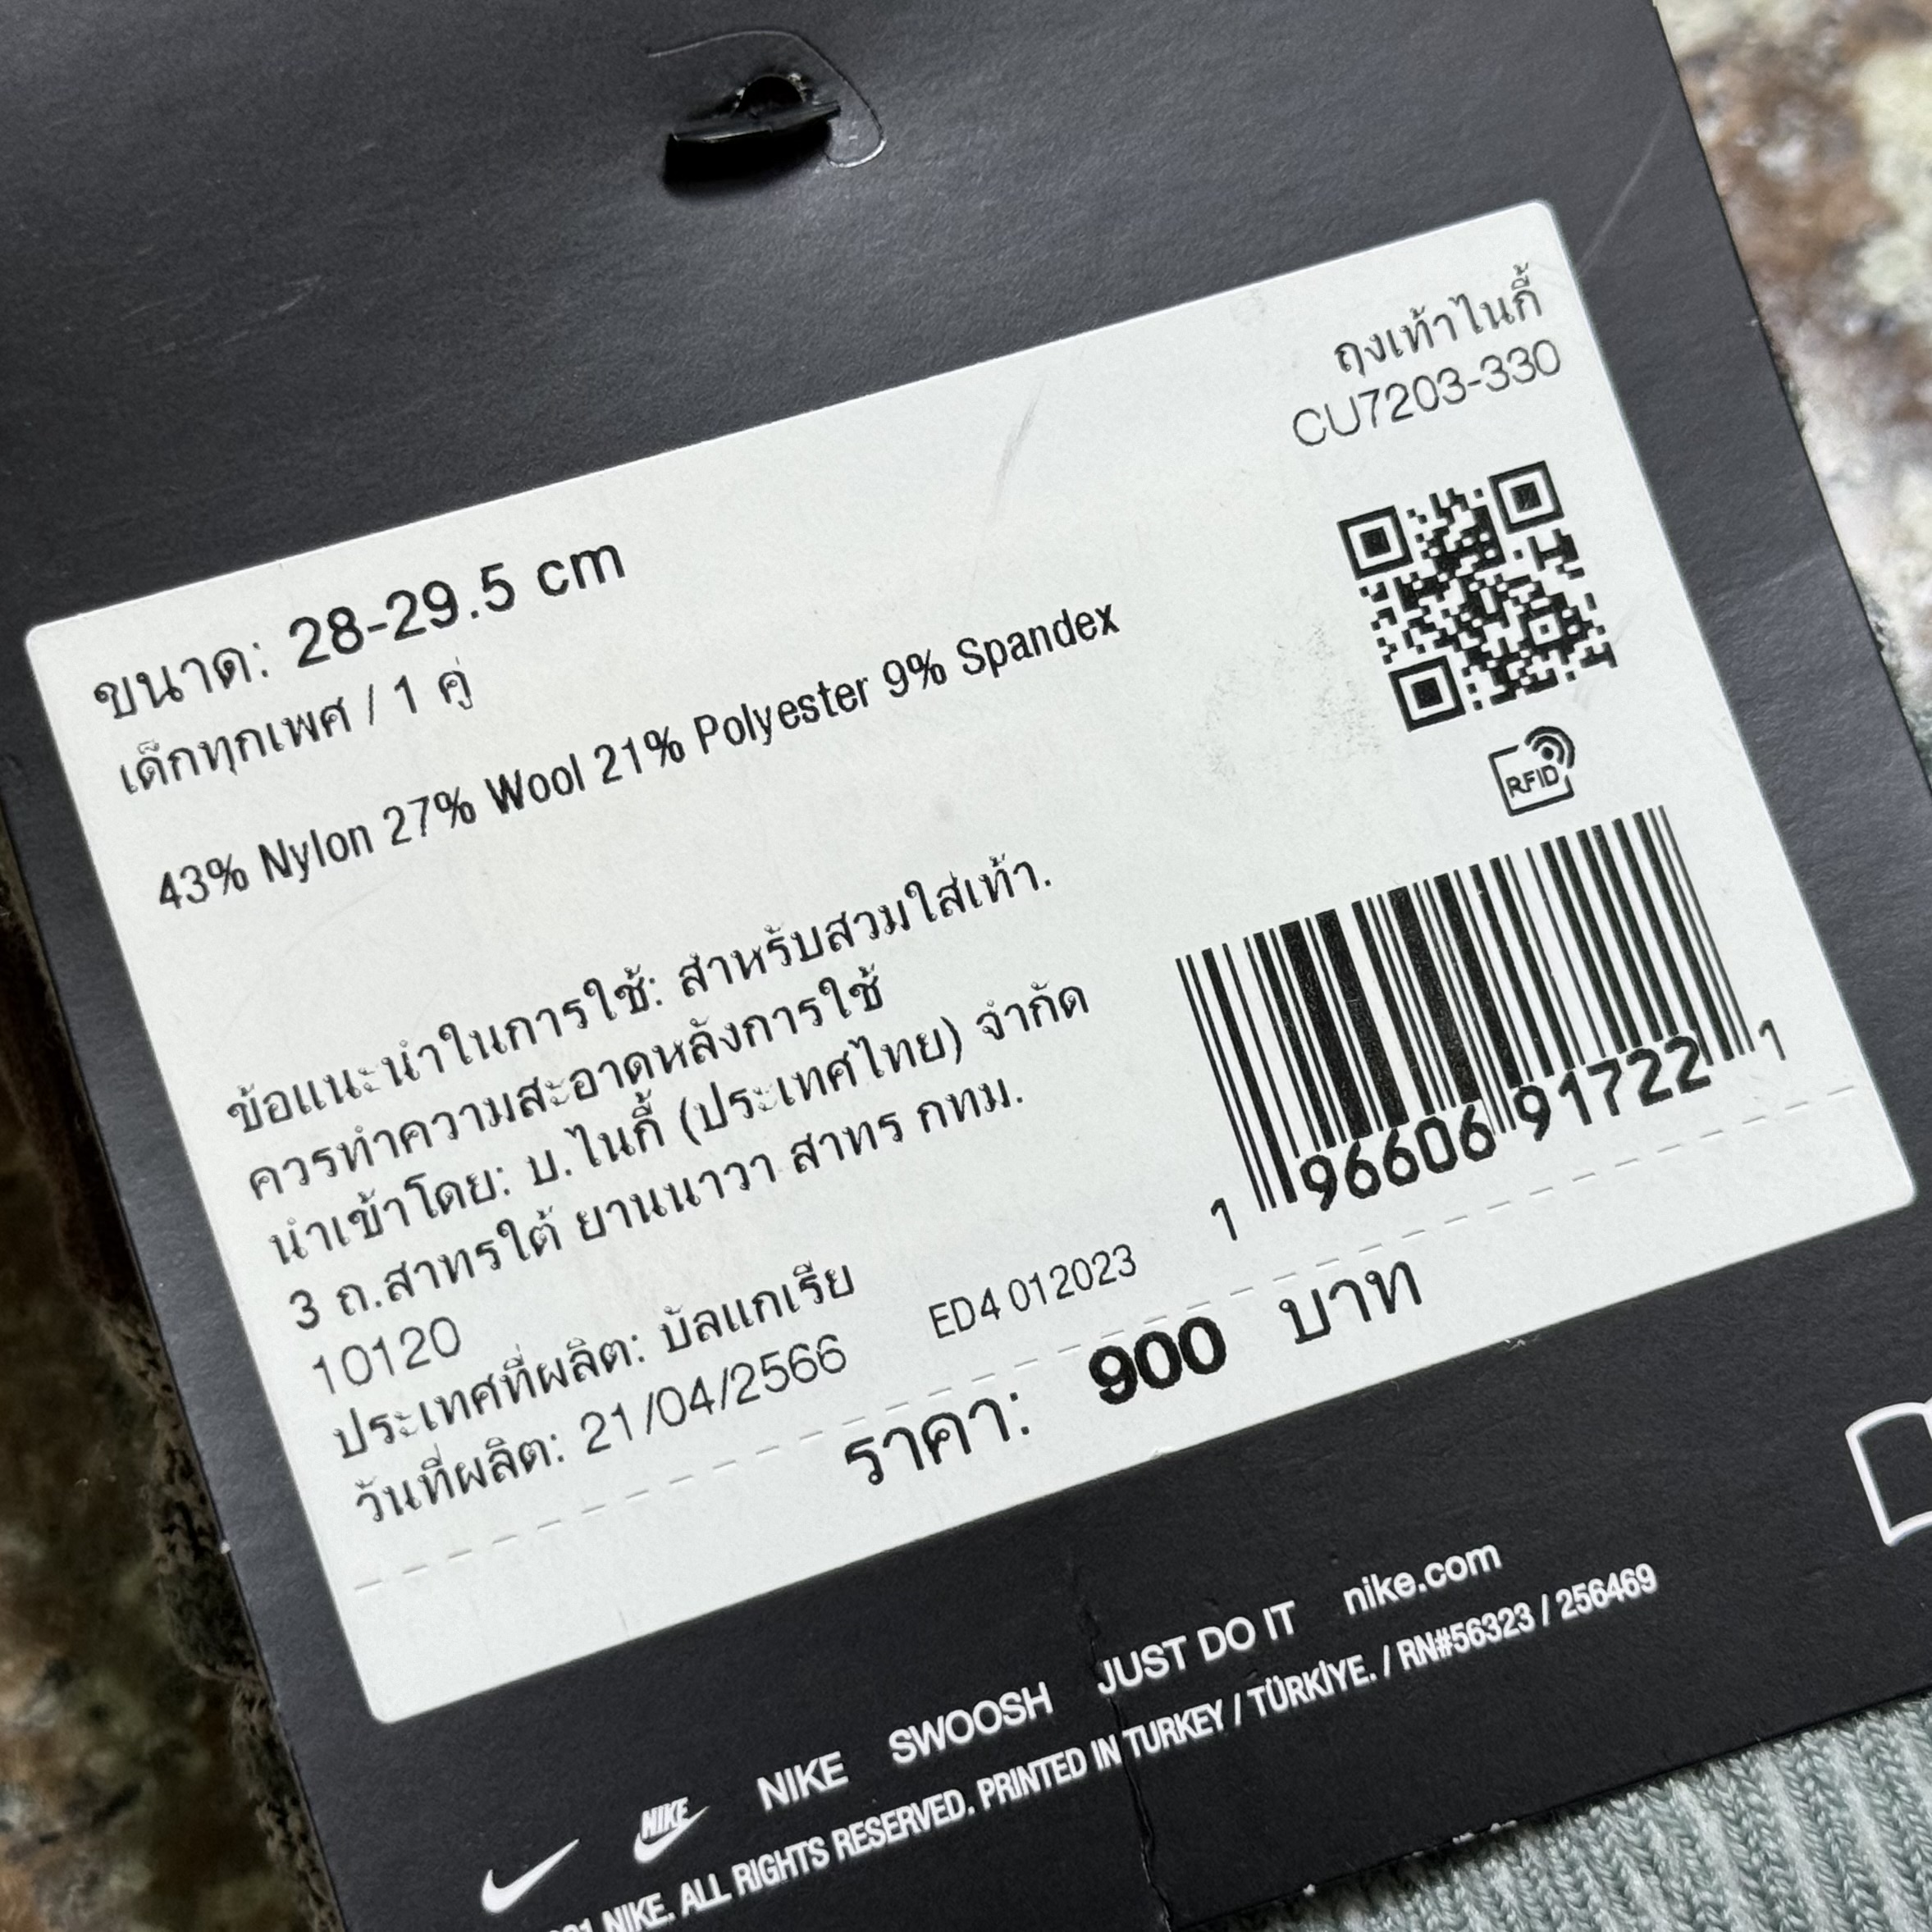 ถุงเท้าไนกี้
CU7203-330
ขนาด: 28-29.5 cm
เด็กทุกเพศ / 1 คู่
43% Nylon 27% Wool 21% Polyester 9% Spandex
RFID
ข้อแนะนำในการใช้: สำหรับสวมใส่เท้า.
ควรทำความสะอาดหลังการใช้
นำเข้าโดย: บ.ไนกี้ (ประเทศไทย) จำกัด
3 ถ.สาทรใต้ ยานนาวา สาทร กทม.
10120
ประเทศที่ผลิต: บัลแกเรีย
วันที่ผลิต: 21/04/2566 ED4 012023
1 96606 91722 1
ราคา: 900 บาท
NIKE NIKE SWOOSH JUST DO IT nike.com
NIKE. ALL RIGHTS RESERVED. PRINTED IN TURKEY / TÜRKİYE. / RN#56323 / 256469